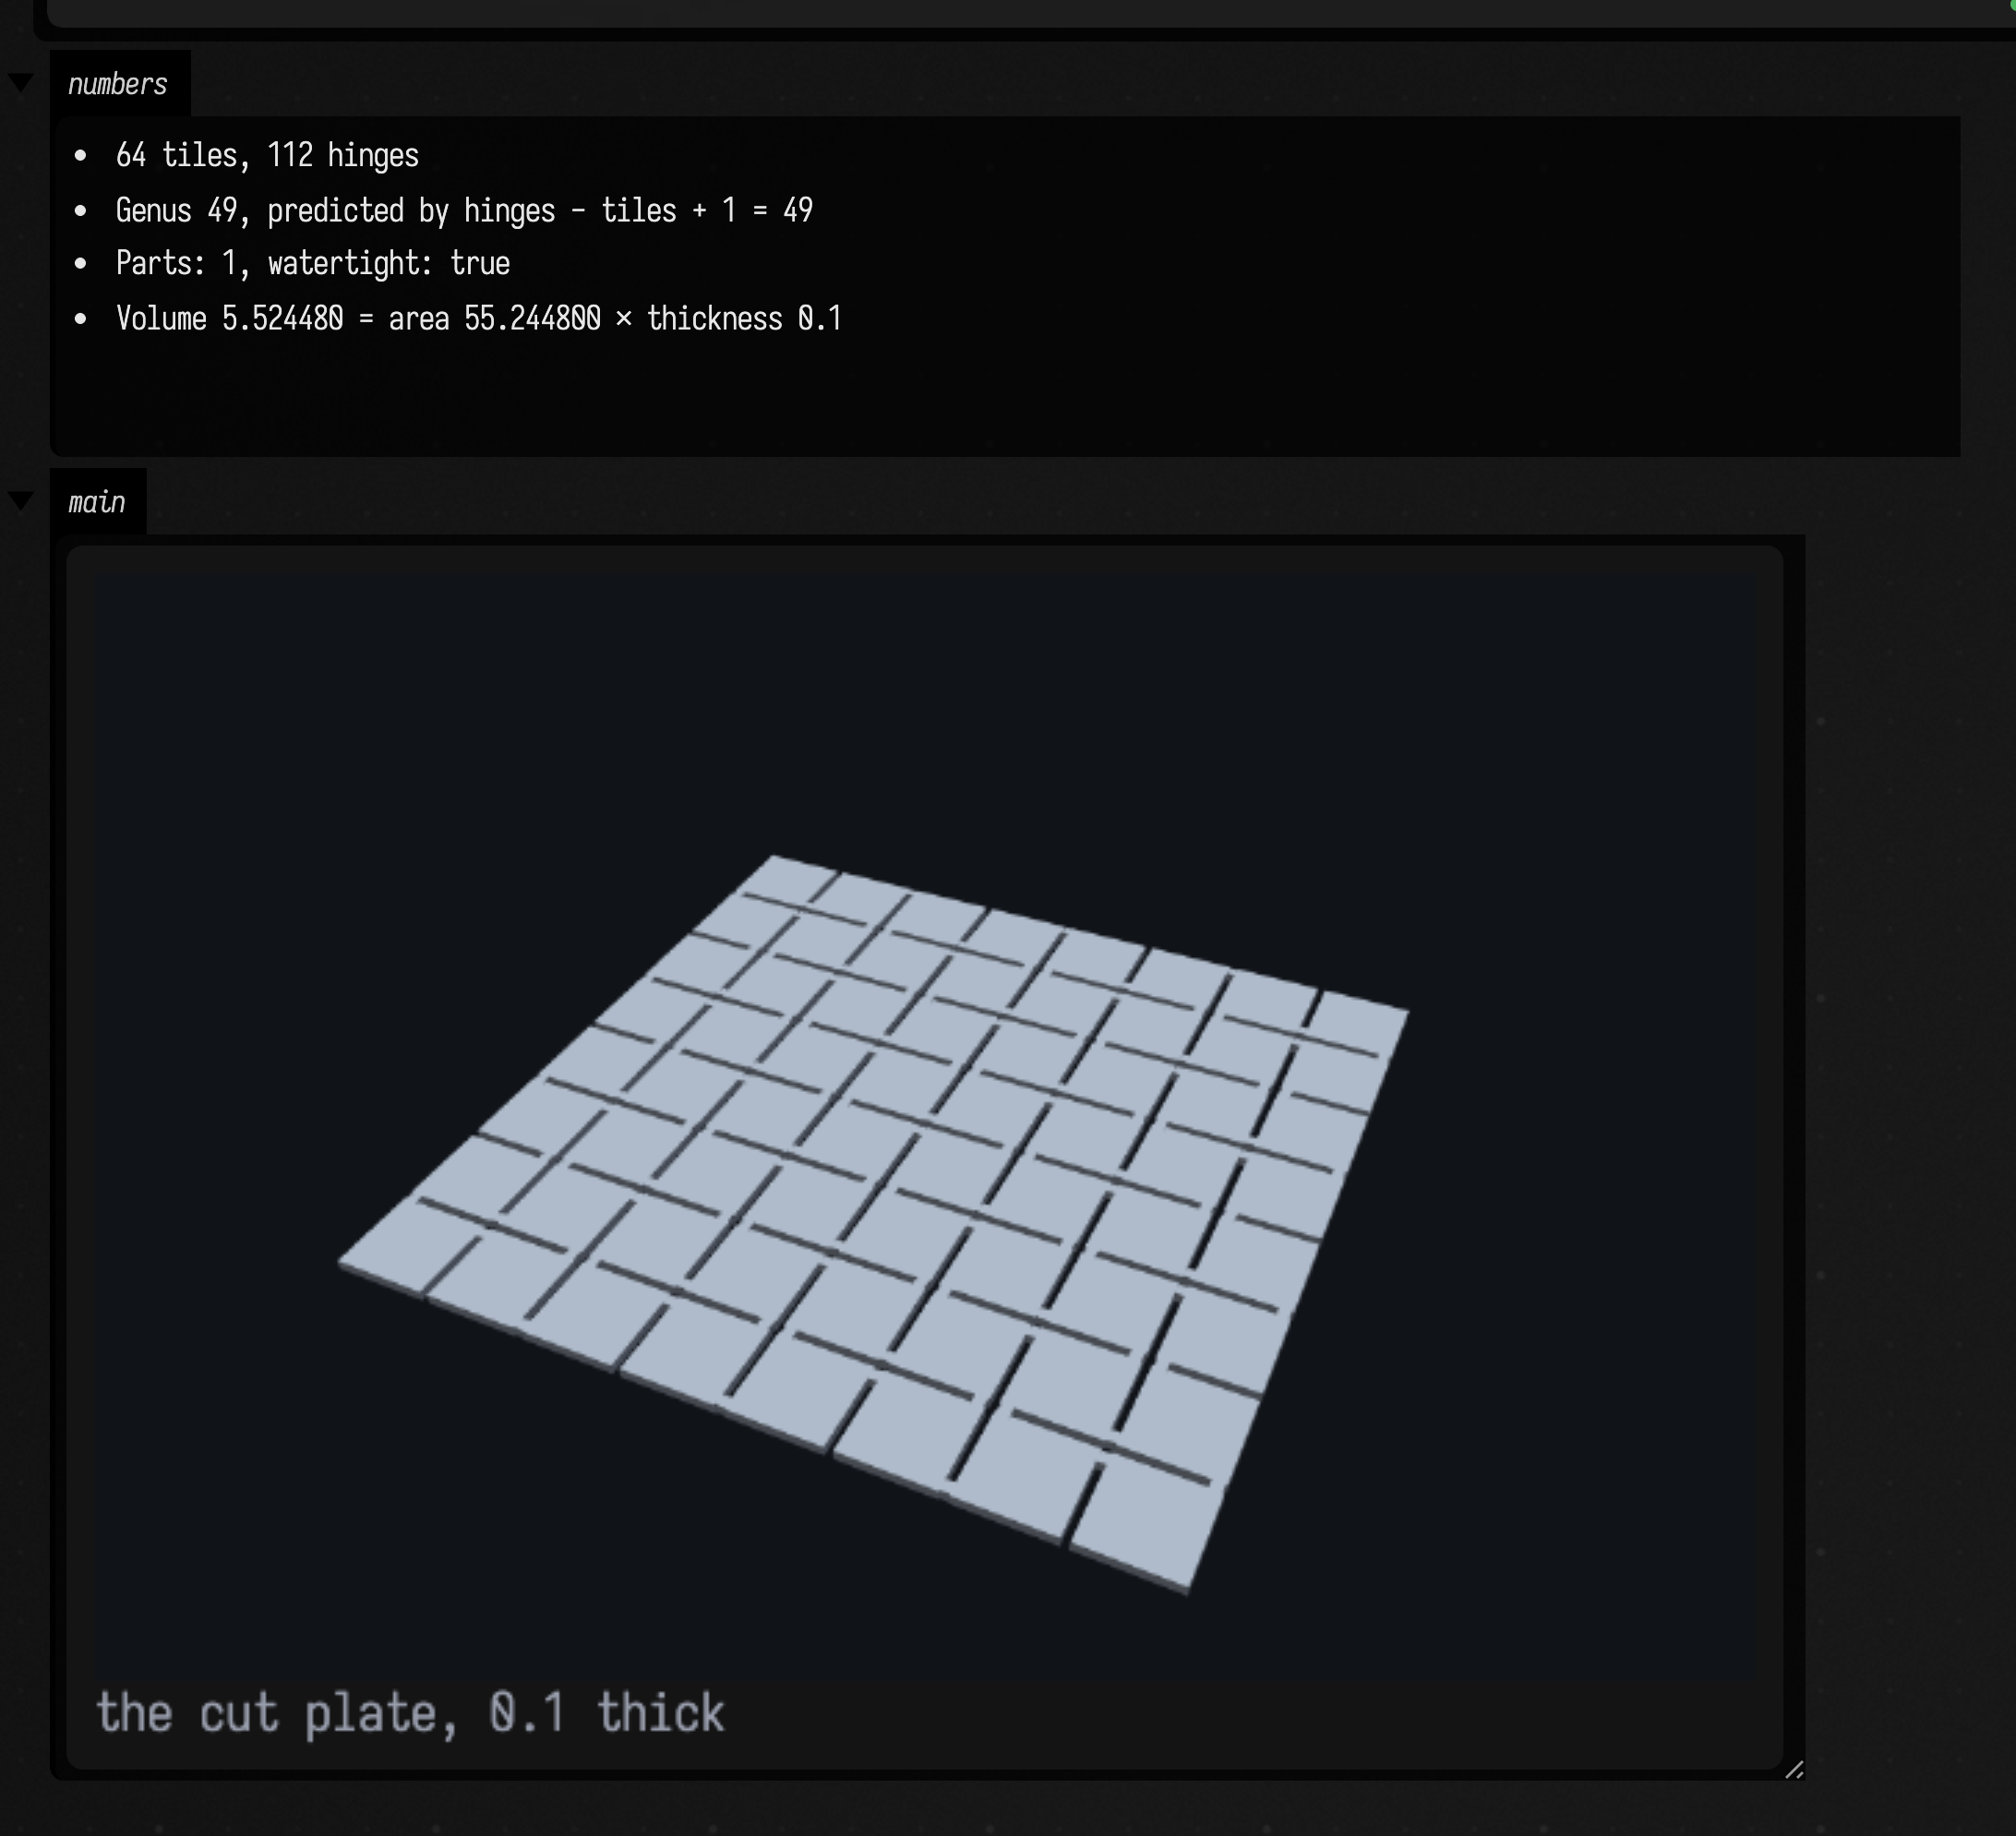 numbers
• 64 tiles, 112 hinges
• Genus 49, predicted by hinges − tiles + 1 = 49
• Parts: 1, watertight: true
• Volume 5.524480 = area 55.244800 × thickness 0.1
main
the cut plate, 0.1 thick